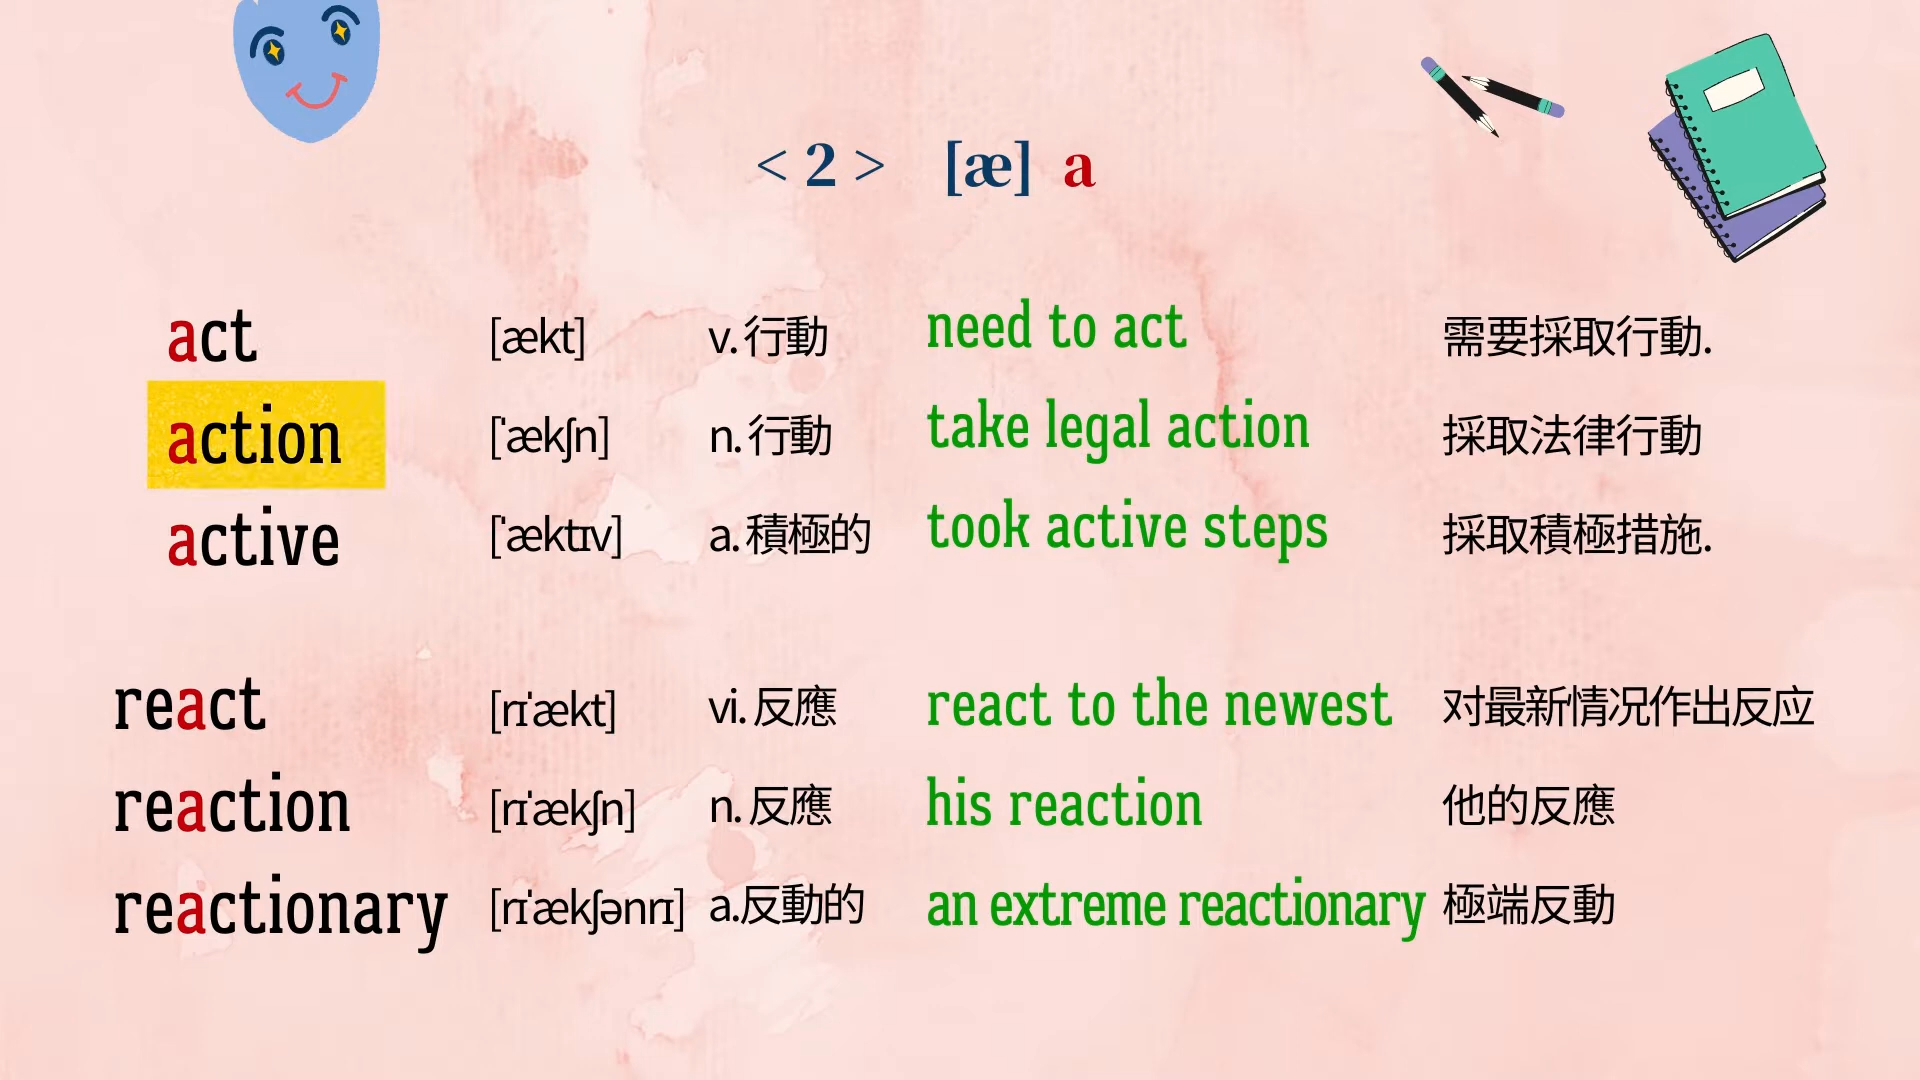 < 2 > [æ] a
act [ækt] v. 行動 need to act 需要採取行動.
action [ˈækʃn] n. 行動 take legal action 採取法律行動
active [ˈæktɪv] a. 積極的 took active steps 採取積極措施.
react [rɪˈækt] vi. 反應 react to the newest 对最新情况作出反应
reaction [rɪˈækʃn] n. 反應 his reaction 他的反應
reactionary [rɪˈækʃənrɪ] a.反動的 an extreme reactionary 極端反動